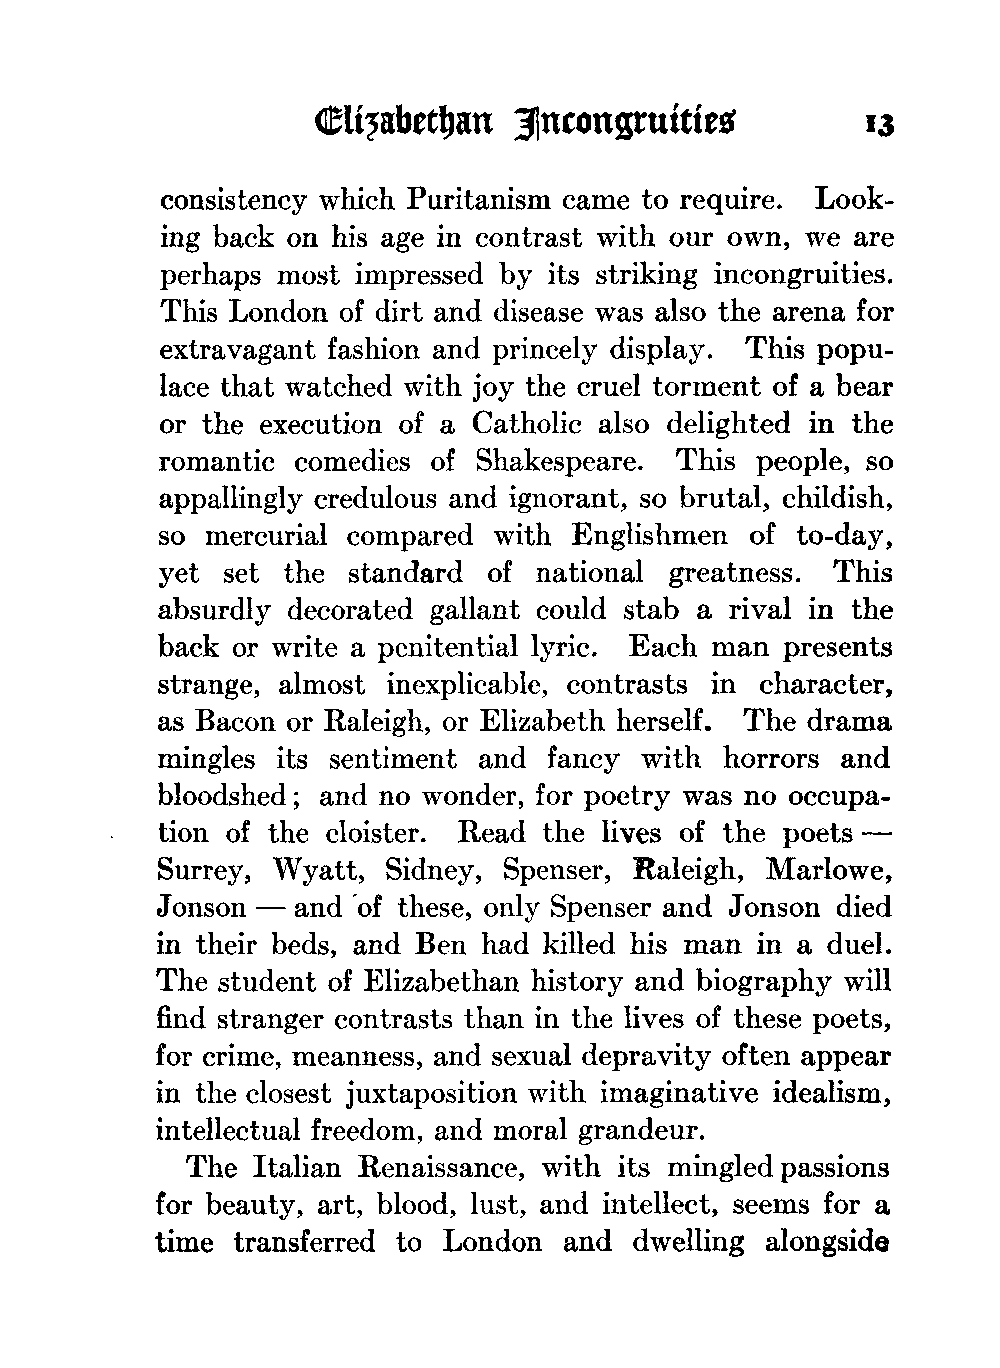 Elizabethan Incongruities 13
consistency which Puritanism came to require. Look-
ing back on his age in contrast with our own, we are
perhaps most impressed by its striking incongruities.
This London of dirt and disease was also the arena for
extravagant fashion and princely display. This popu-
lace that watched with joy the cruel torment of a bear
or the execution of a Catholic also delighted in the
romantic comedies of Shakespeare. This people, so
appallingly credulous and ignorant, so brutal, childish,
so mercurial compared with Englishmen of to-day,
yet set the standard of national greatness. This
absurdly decorated gallant could stab a rival in the
back or write a penitential lyric. Each man presents
strange, almost inexplicable, contrasts in character,
as Bacon or Raleigh, or Elizabeth herself. The drama
mingles its sentiment and fancy with horrors and
bloodshed; and no wonder, for poetry was no occupa-
tion of the cloister. Read the lives of the poets —
Surrey, Wyatt, Sidney, Spenser, Raleigh, Marlowe,
Jonson — and of these, only Spenser and Jonson died
in their beds, and Ben had killed his man in a duel.
The student of Elizabethan history and biography will
find stranger contrasts than in the lives of these poets,
for crime, meanness, and sexual depravity often appear
in the closest juxtaposition with imaginative idealism,
intellectual freedom, and moral grandeur.
The Italian Renaissance, with its mingled passions
for beauty, art, blood, lust, and intellect, seems for a
time transferred to London and dwelling alongside